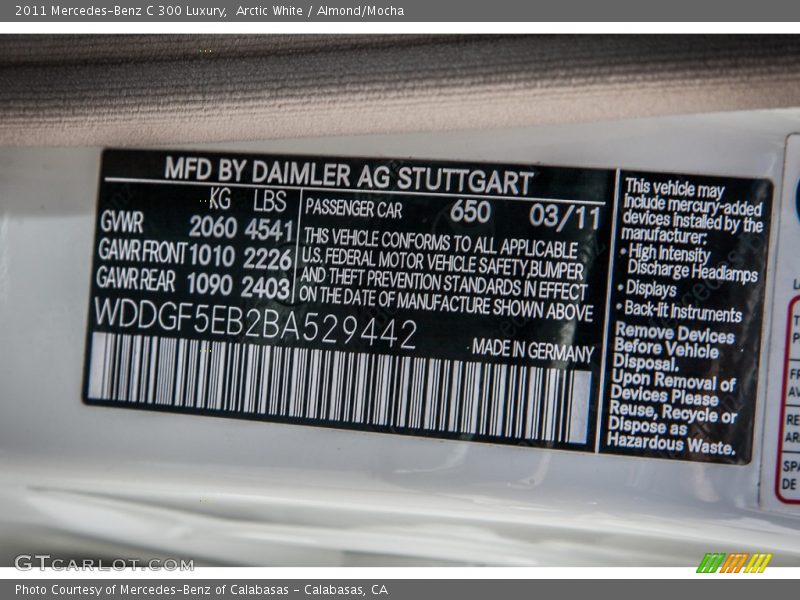 2011 Mercedes-Benz C 300 Luxury, Arctic White / Almond/Mocha
MFD BY DAIMLER AG STUTTGART
KG LBS
GVWR 2060 4541
GAWR FRONT 1010 2226
GAWR REAR 1090 2403
PASSENGER CAR 650 03/11
THIS VEHICLE CONFORMS TO ALL APPLICABLE
U.S. FEDERAL MOTOR VEHICLE SAFETY, BUMPER
AND THEFT PREVENTION STANDARDS IN EFFECT
ON THE DATE OF MANUFACTURE SHOWN ABOVE
WDDGF5EB2BA529442
MADE IN GERMANY
This vehicle may
include mercury-added
devices installed by the
manufacturer:
• High Intensity
Discharge Headlamps
• Displays
• Back-lit Instruments
Remove Devices
Before Vehicle
Disposal.
Upon Removal of
Devices Please
Reuse, Recycle or
Dispose as
Hazardous Waste.
DE
GTCARLOT.COM
Photo Courtesy of Mercedes-Benz of Calabasas - Calabasas, CA